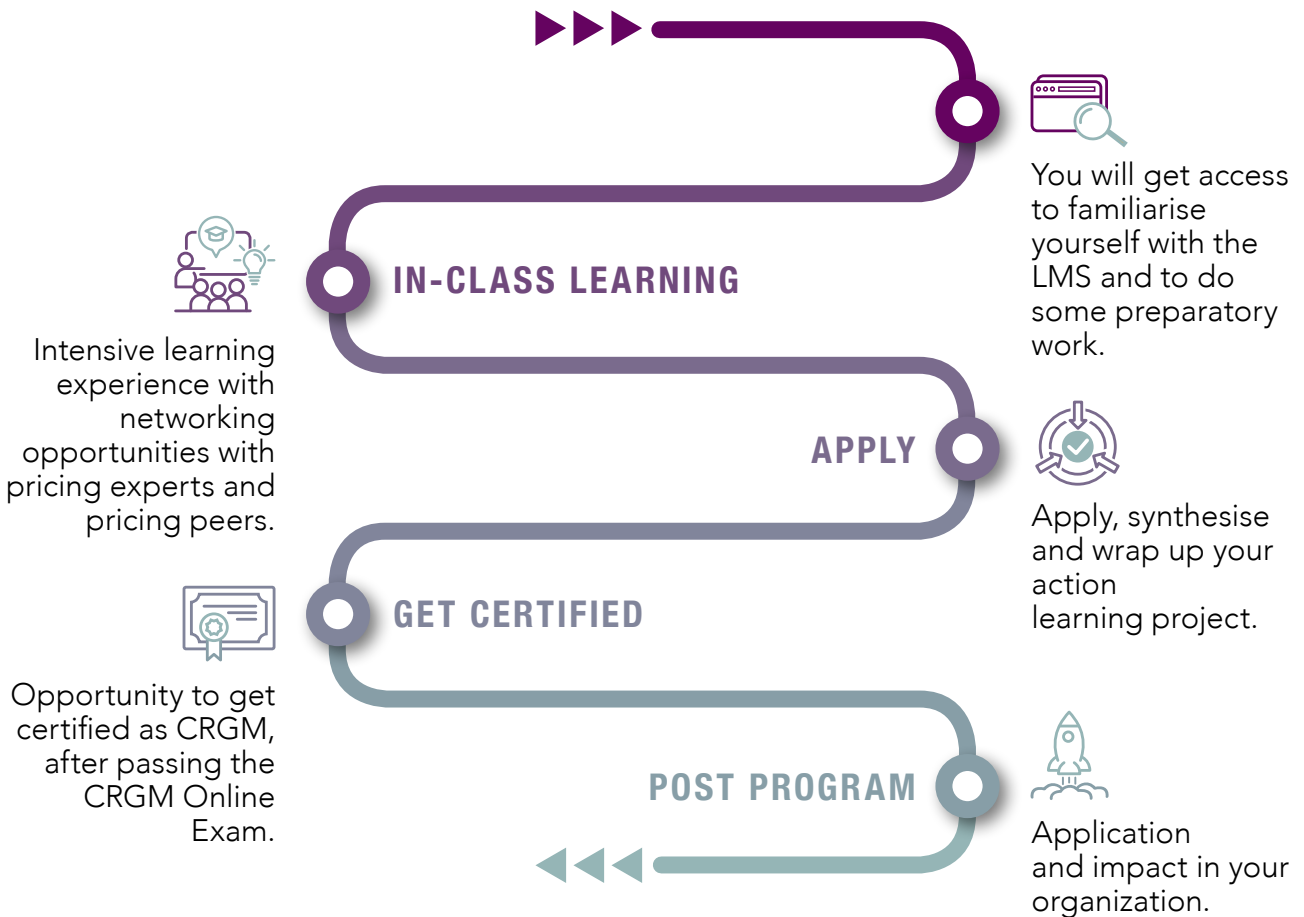 You will get access
to familiarise
yourself with the
LMS and to do
some preparatory
work.
IN-CLASS LEARNING
Intensive learning
experience with
networking
opportunities with
pricing experts and
pricing peers.
APPLY
Apply, synthesise
and wrap up your
action
learning project.
GET CERTIFIED
Opportunity to get
certified as CRGM,
after passing the
CRGM Online
Exam.
POST PROGRAM
Application
and impact in your
organization.